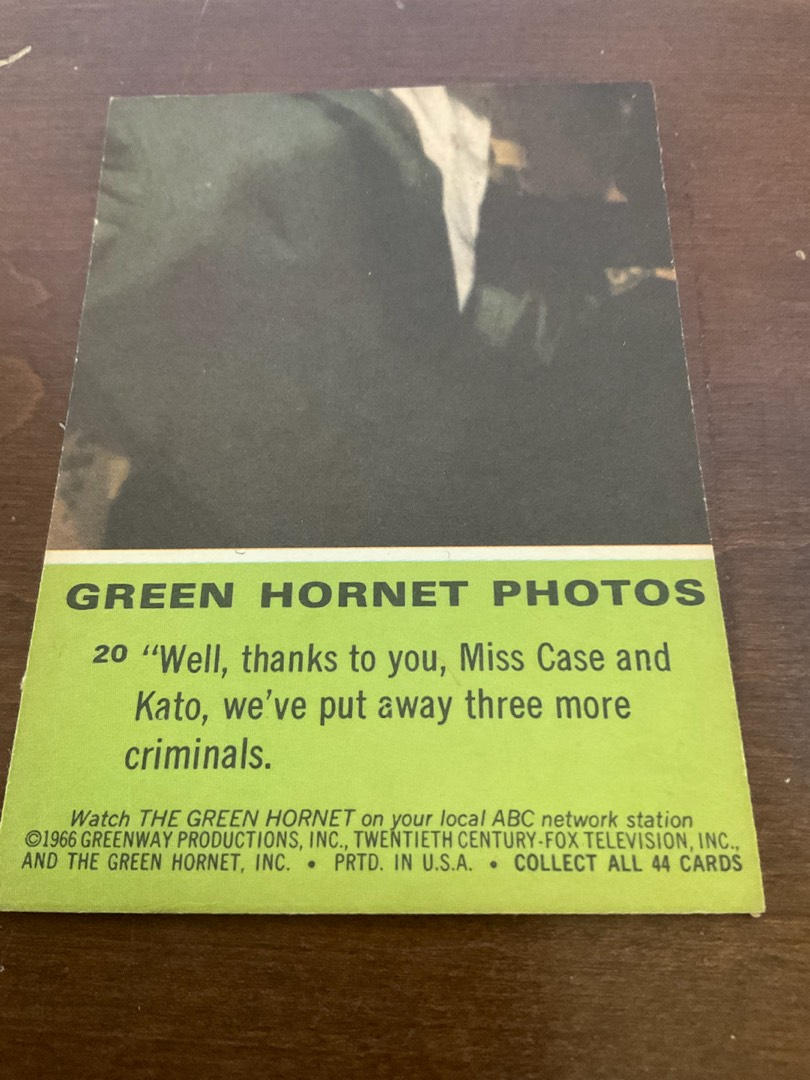 GREEN HORNET PHOTOS
20 “Well, thanks to you, Miss Case and
Kato, we’ve put away three more
criminals.
Watch THE GREEN HORNET on your local ABC network station
©1966 GREENWAY PRODUCTIONS, INC., TWENTIETH CENTURY-FOX TELEVISION, INC.,
AND THE GREEN HORNET, INC. • PRTD. IN U.S.A. • COLLECT ALL 44 CARDS